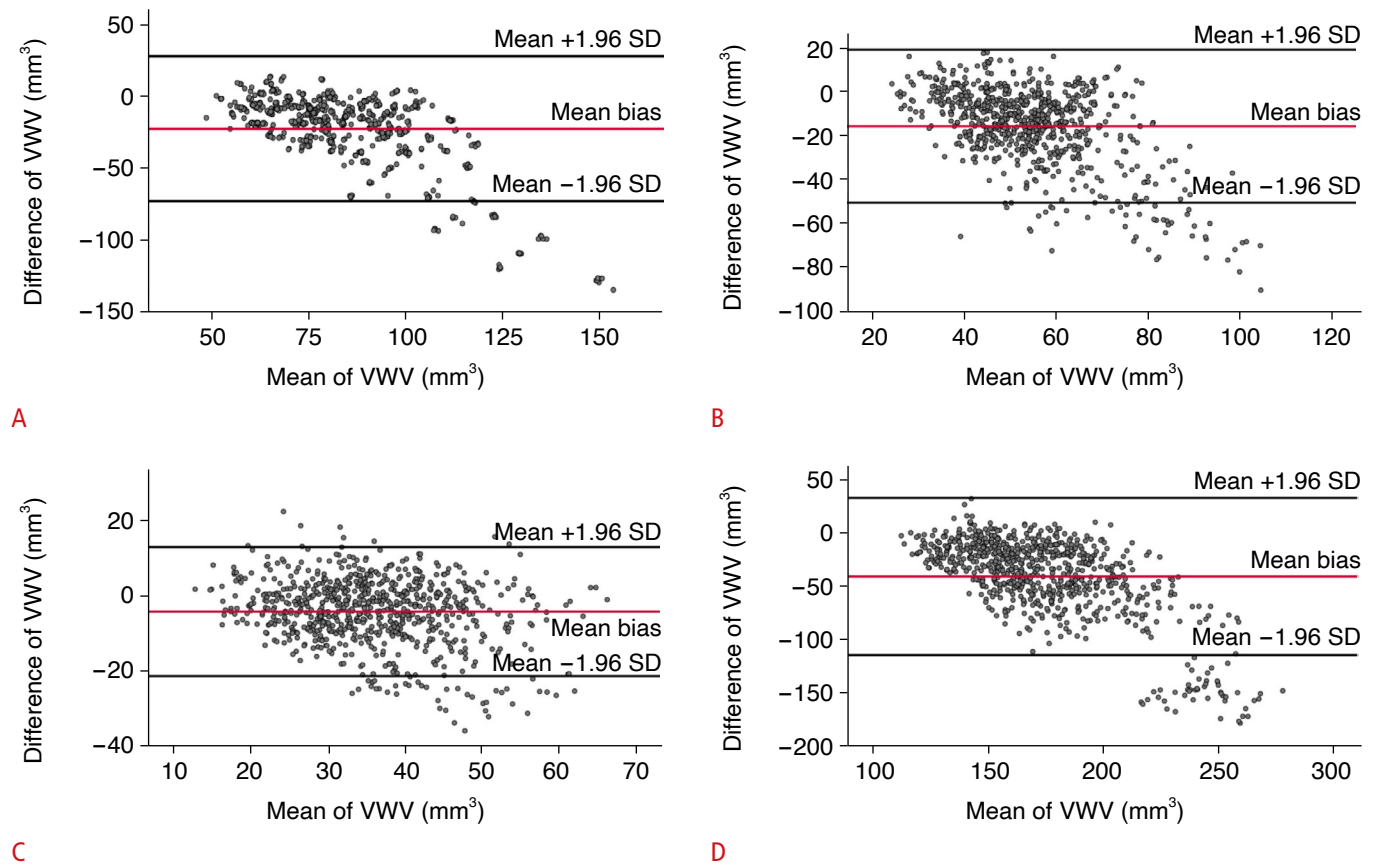 50
0
−50
−100
−150
Difference of VWV (mm³)
Mean +1.96 SD
Mean bias
Mean −1.96 SD
50
75
100
125
150
Mean of VWV (mm³)
A
20
0
−20
−40
−60
−80
−100
Difference of VWV (mm³)
Mean +1.96 SD
Mean bias
Mean −1.96 SD
20
40
60
80
100
120
Mean of VWV (mm³)
B
20
0
−20
−40
Difference of VWV (mm³)
Mean +1.96 SD
Mean bias
Mean −1.96 SD
10
20
30
40
50
60
70
Mean of VWV (mm³)
C
50
0
−50
−100
−150
−200
Difference of VWV (mm³)
Mean +1.96 SD
Mean bias
Mean −1.96 SD
100
150
200
250
300
Mean of VWV (mm³)
D